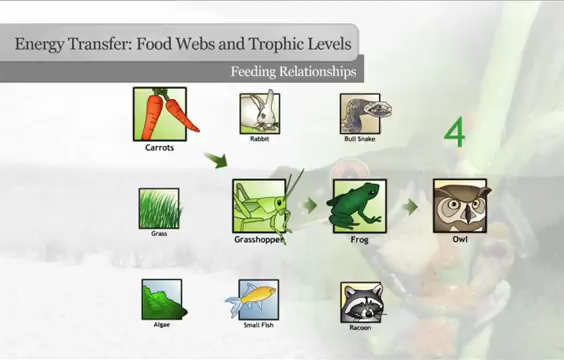 Energy Transfer: Food Webs and Trophic Levels
Feeding Relationships
Carrots
Rabbit
Bull Snake
4
Grass
Grasshopper
Frog
Owl
Algae
Small Fish
Racoon